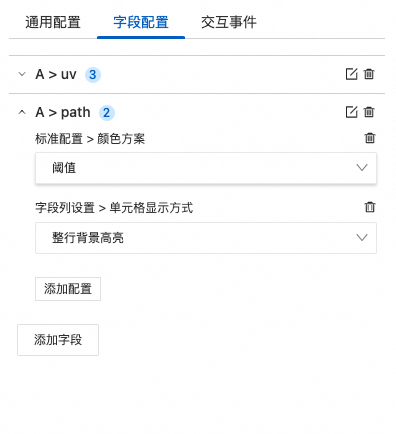 通用配置 字段配置 交互事件
A > uv 3
A > path 2
标准配置 > 颜色方案
阈值
字段列设置 > 单元格显示方式
整行背景高亮
添加配置
添加字段